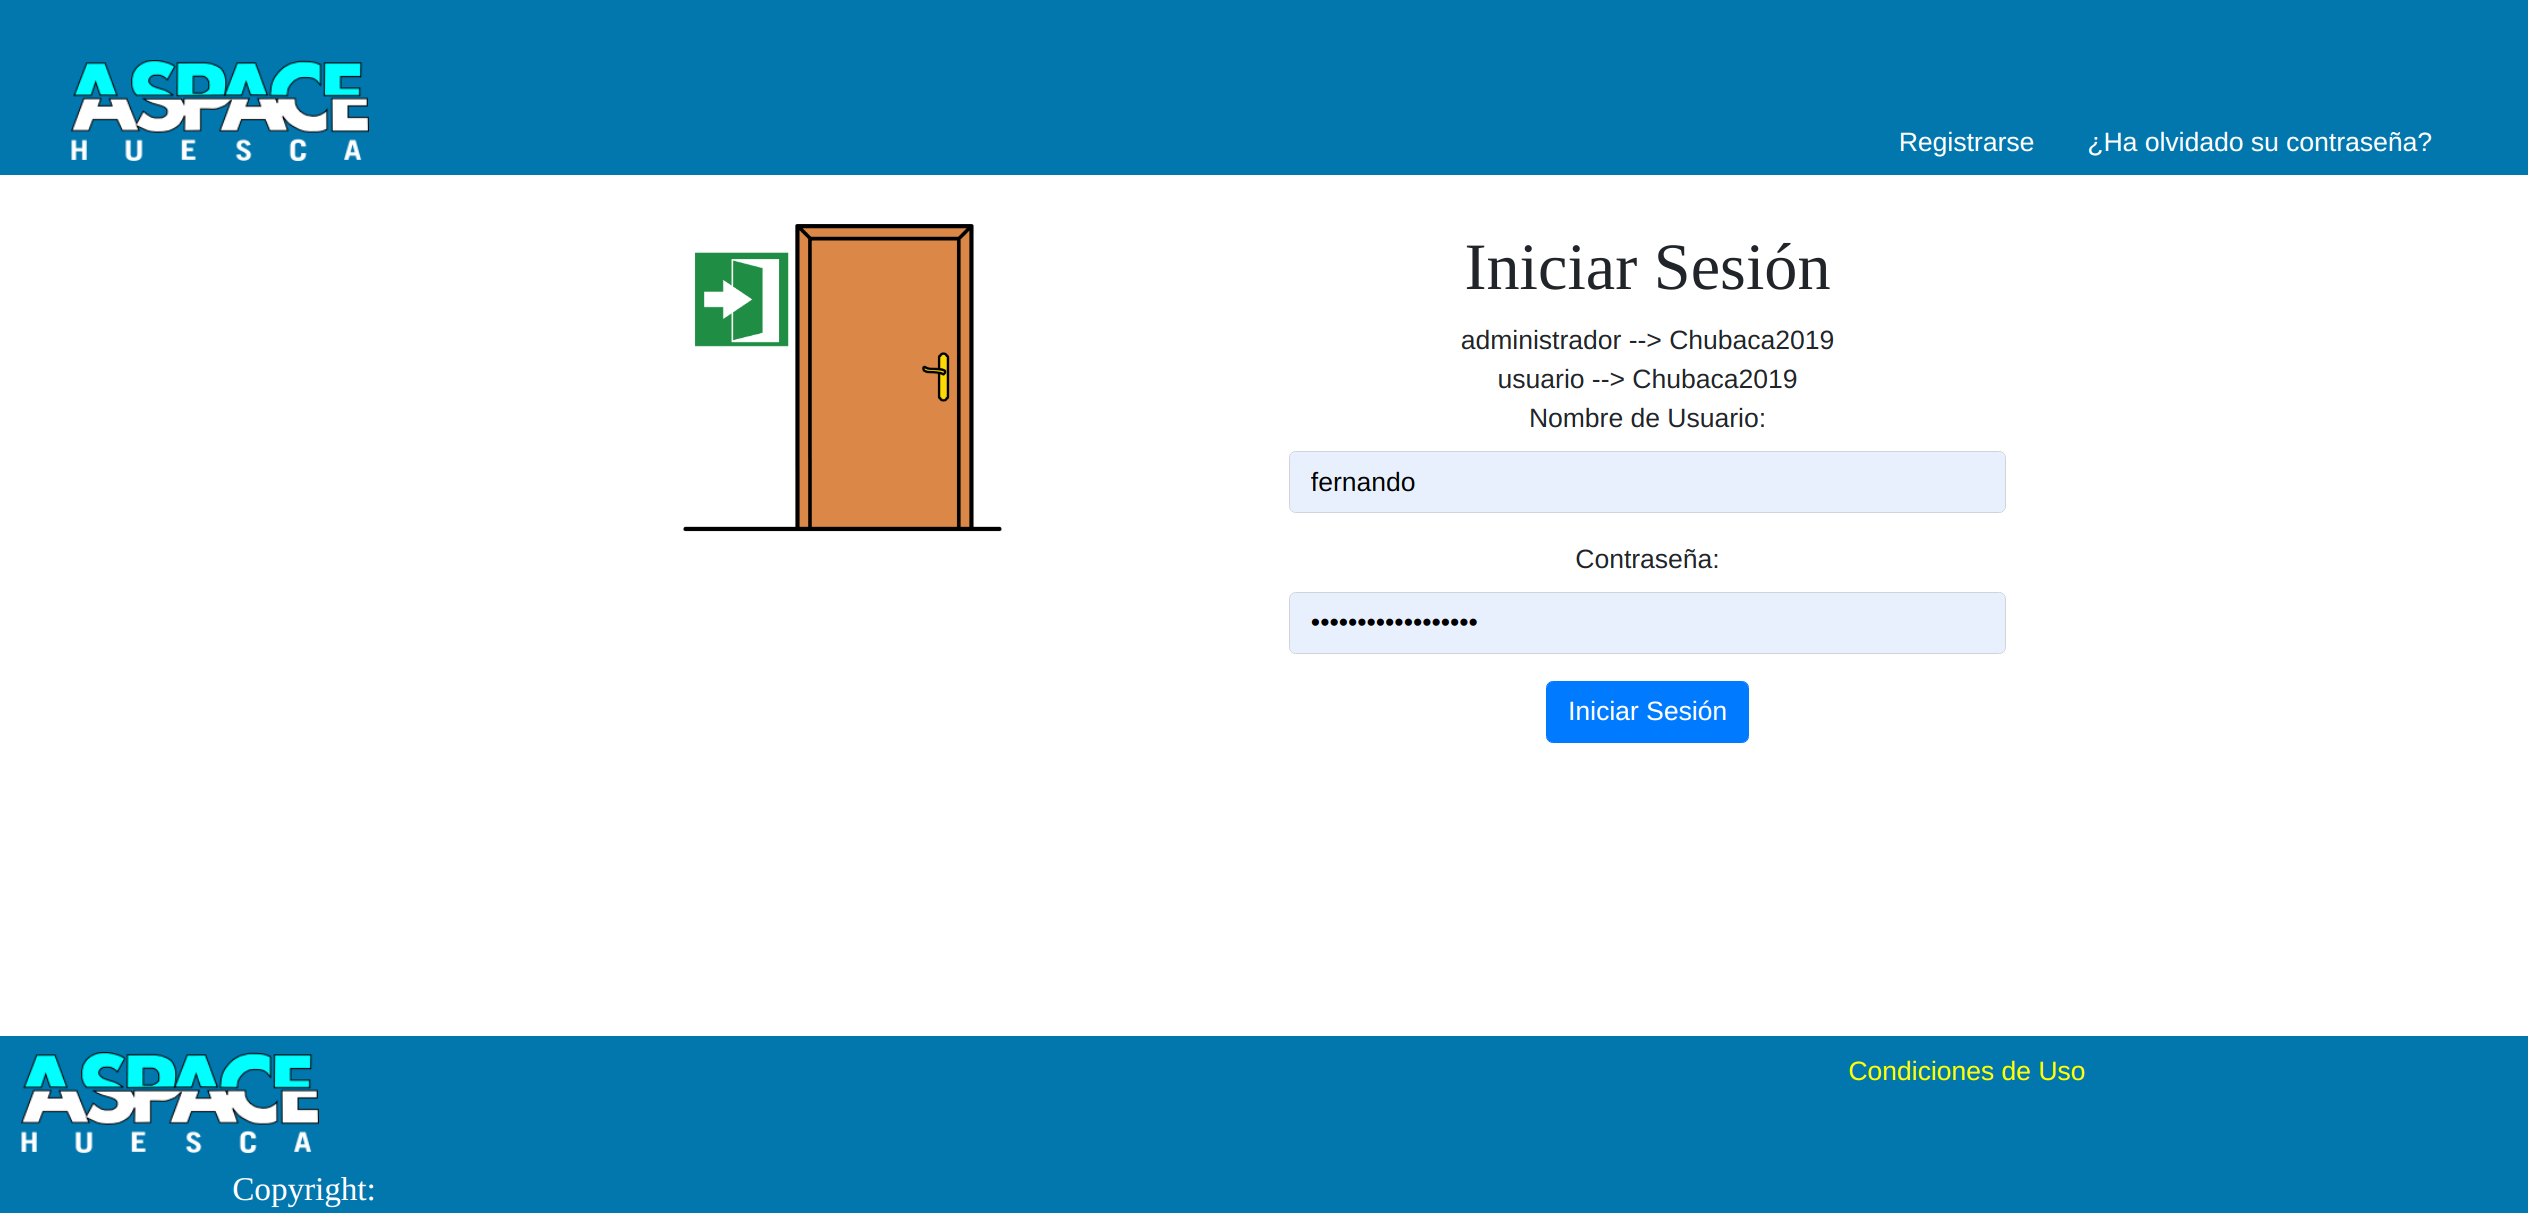 ASPACE
HUESCA
Registrarse ¿Ha olvidado su contraseña?
Iniciar Sesión
administrador --> Chubaca2019
usuario --> Chubaca2019
Nombre de Usuario:
fernando
Contraseña:
••••••••••••••••••
Iniciar Sesión
ASPACE
HUESCA
Condiciones de Uso
Copyright: